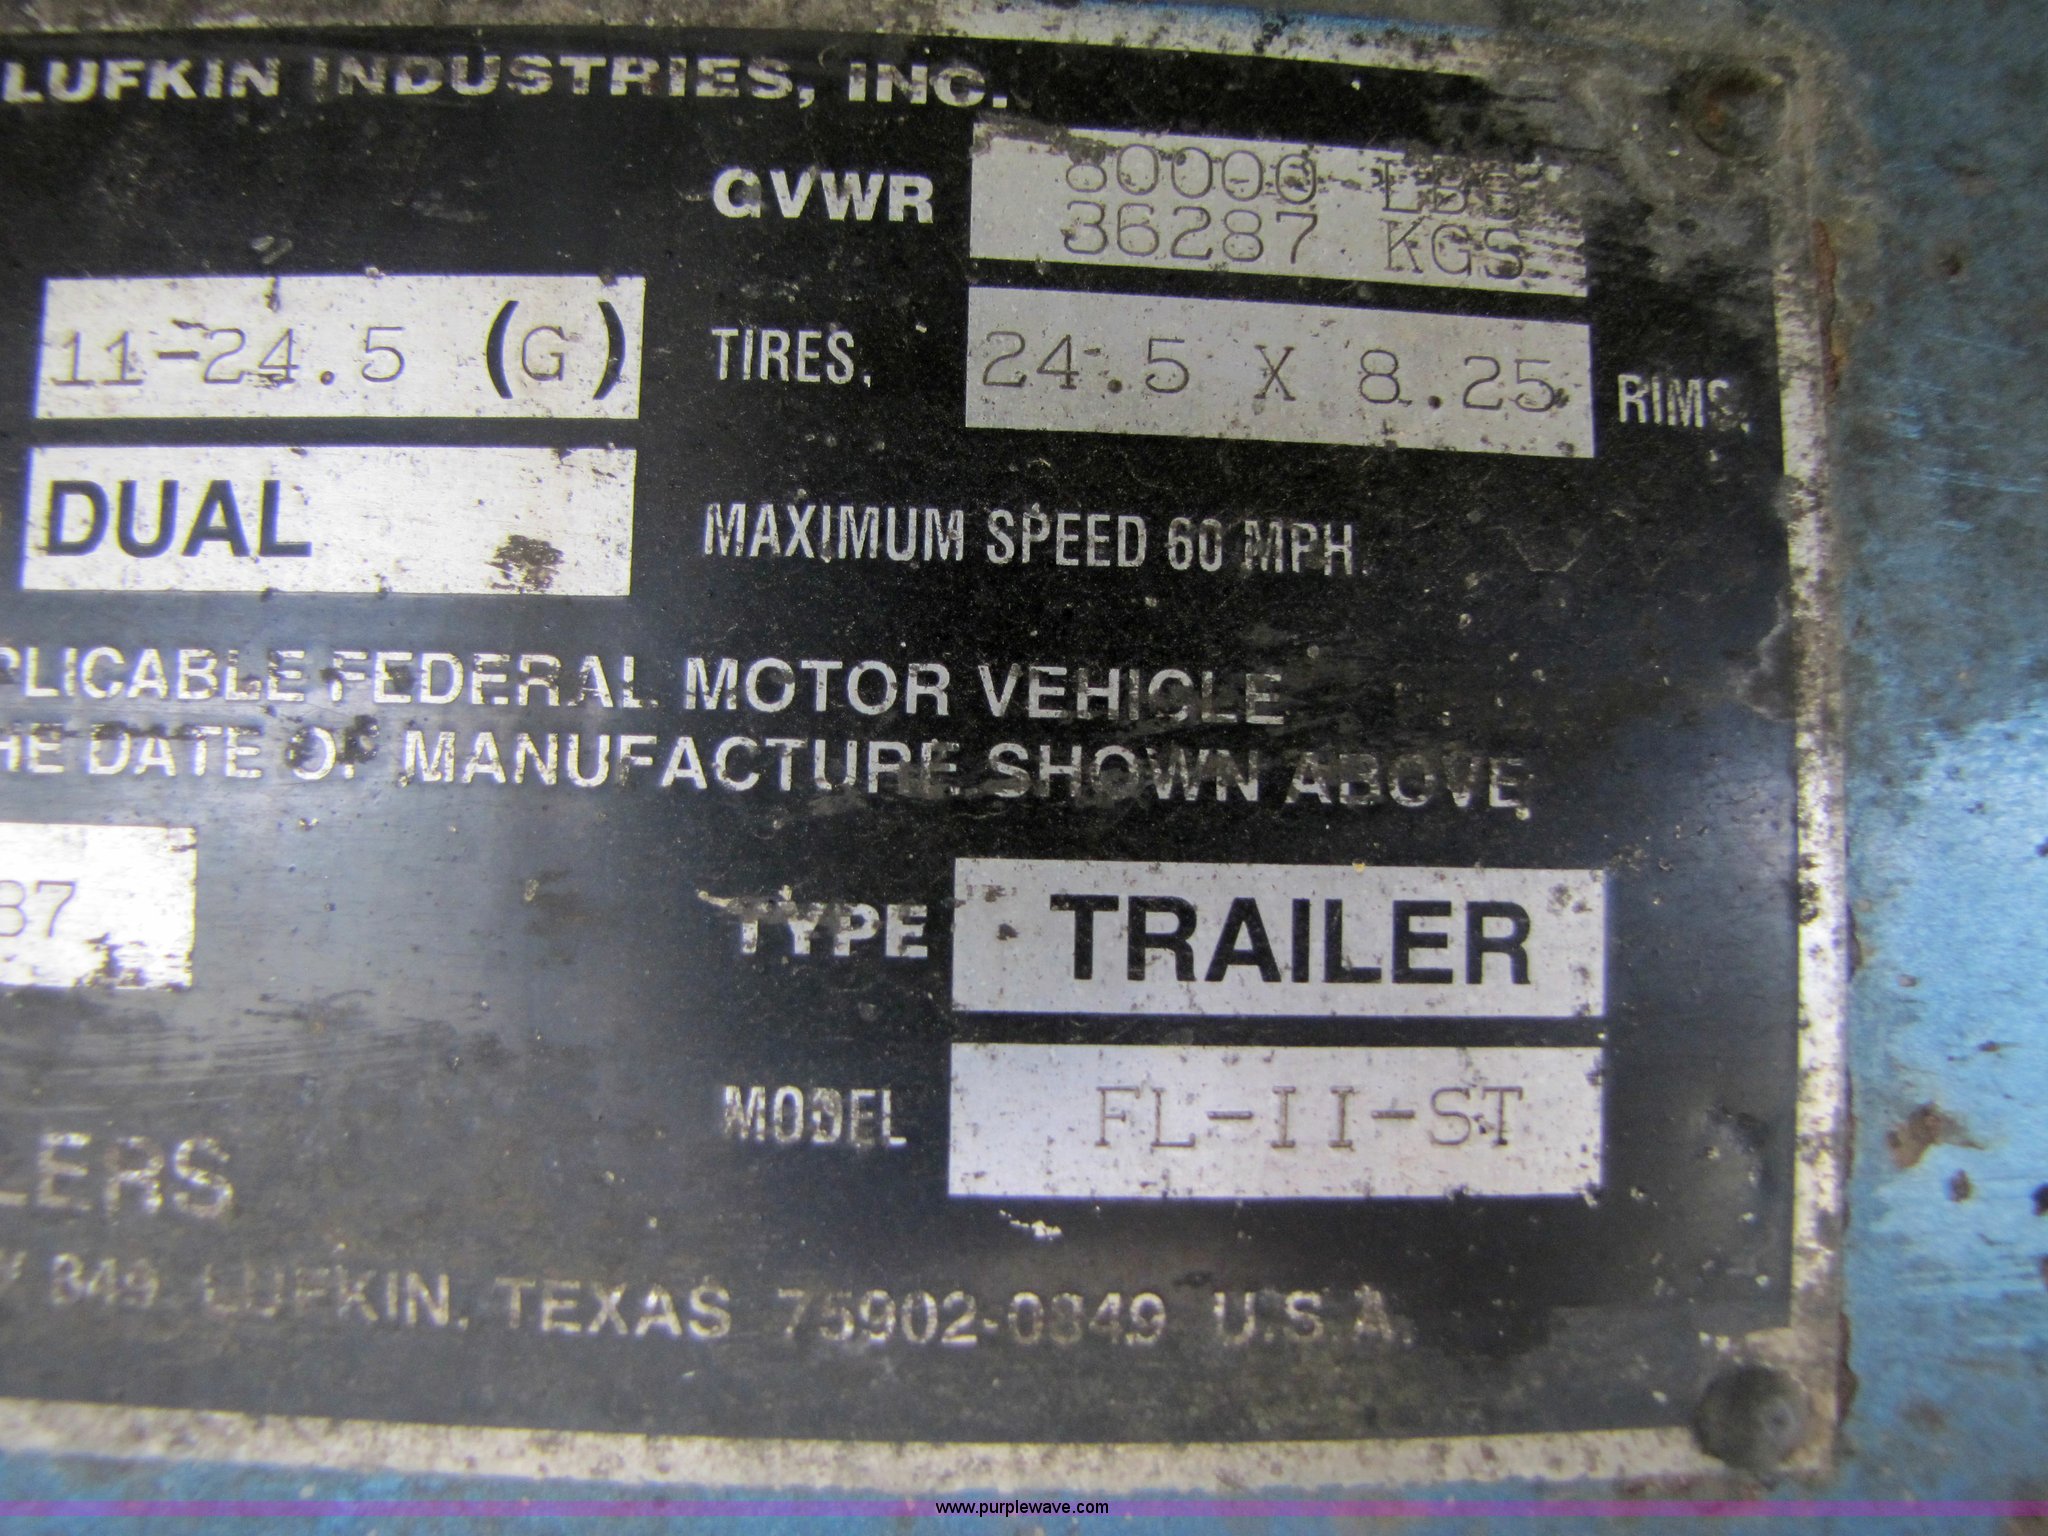 LUFKIN INDUSTRIES, INC.
GVWR 80000 LBS
36287 KGS
11-24.5 (G) TIRES, 24.5 X 8.25 RIMS.
DUAL MAXIMUM SPEED 60 MPH.
PLICABLE FEDERAL MOTOR VEHICLE
HE DATE OF MANUFACTURE SHOWN ABOVE
87 TYPE TRAILER
MODEL FL-II-ST
LERS
849 LUFKIN, TEXAS 75902-0849 U.S.A.
www.purplewave.com